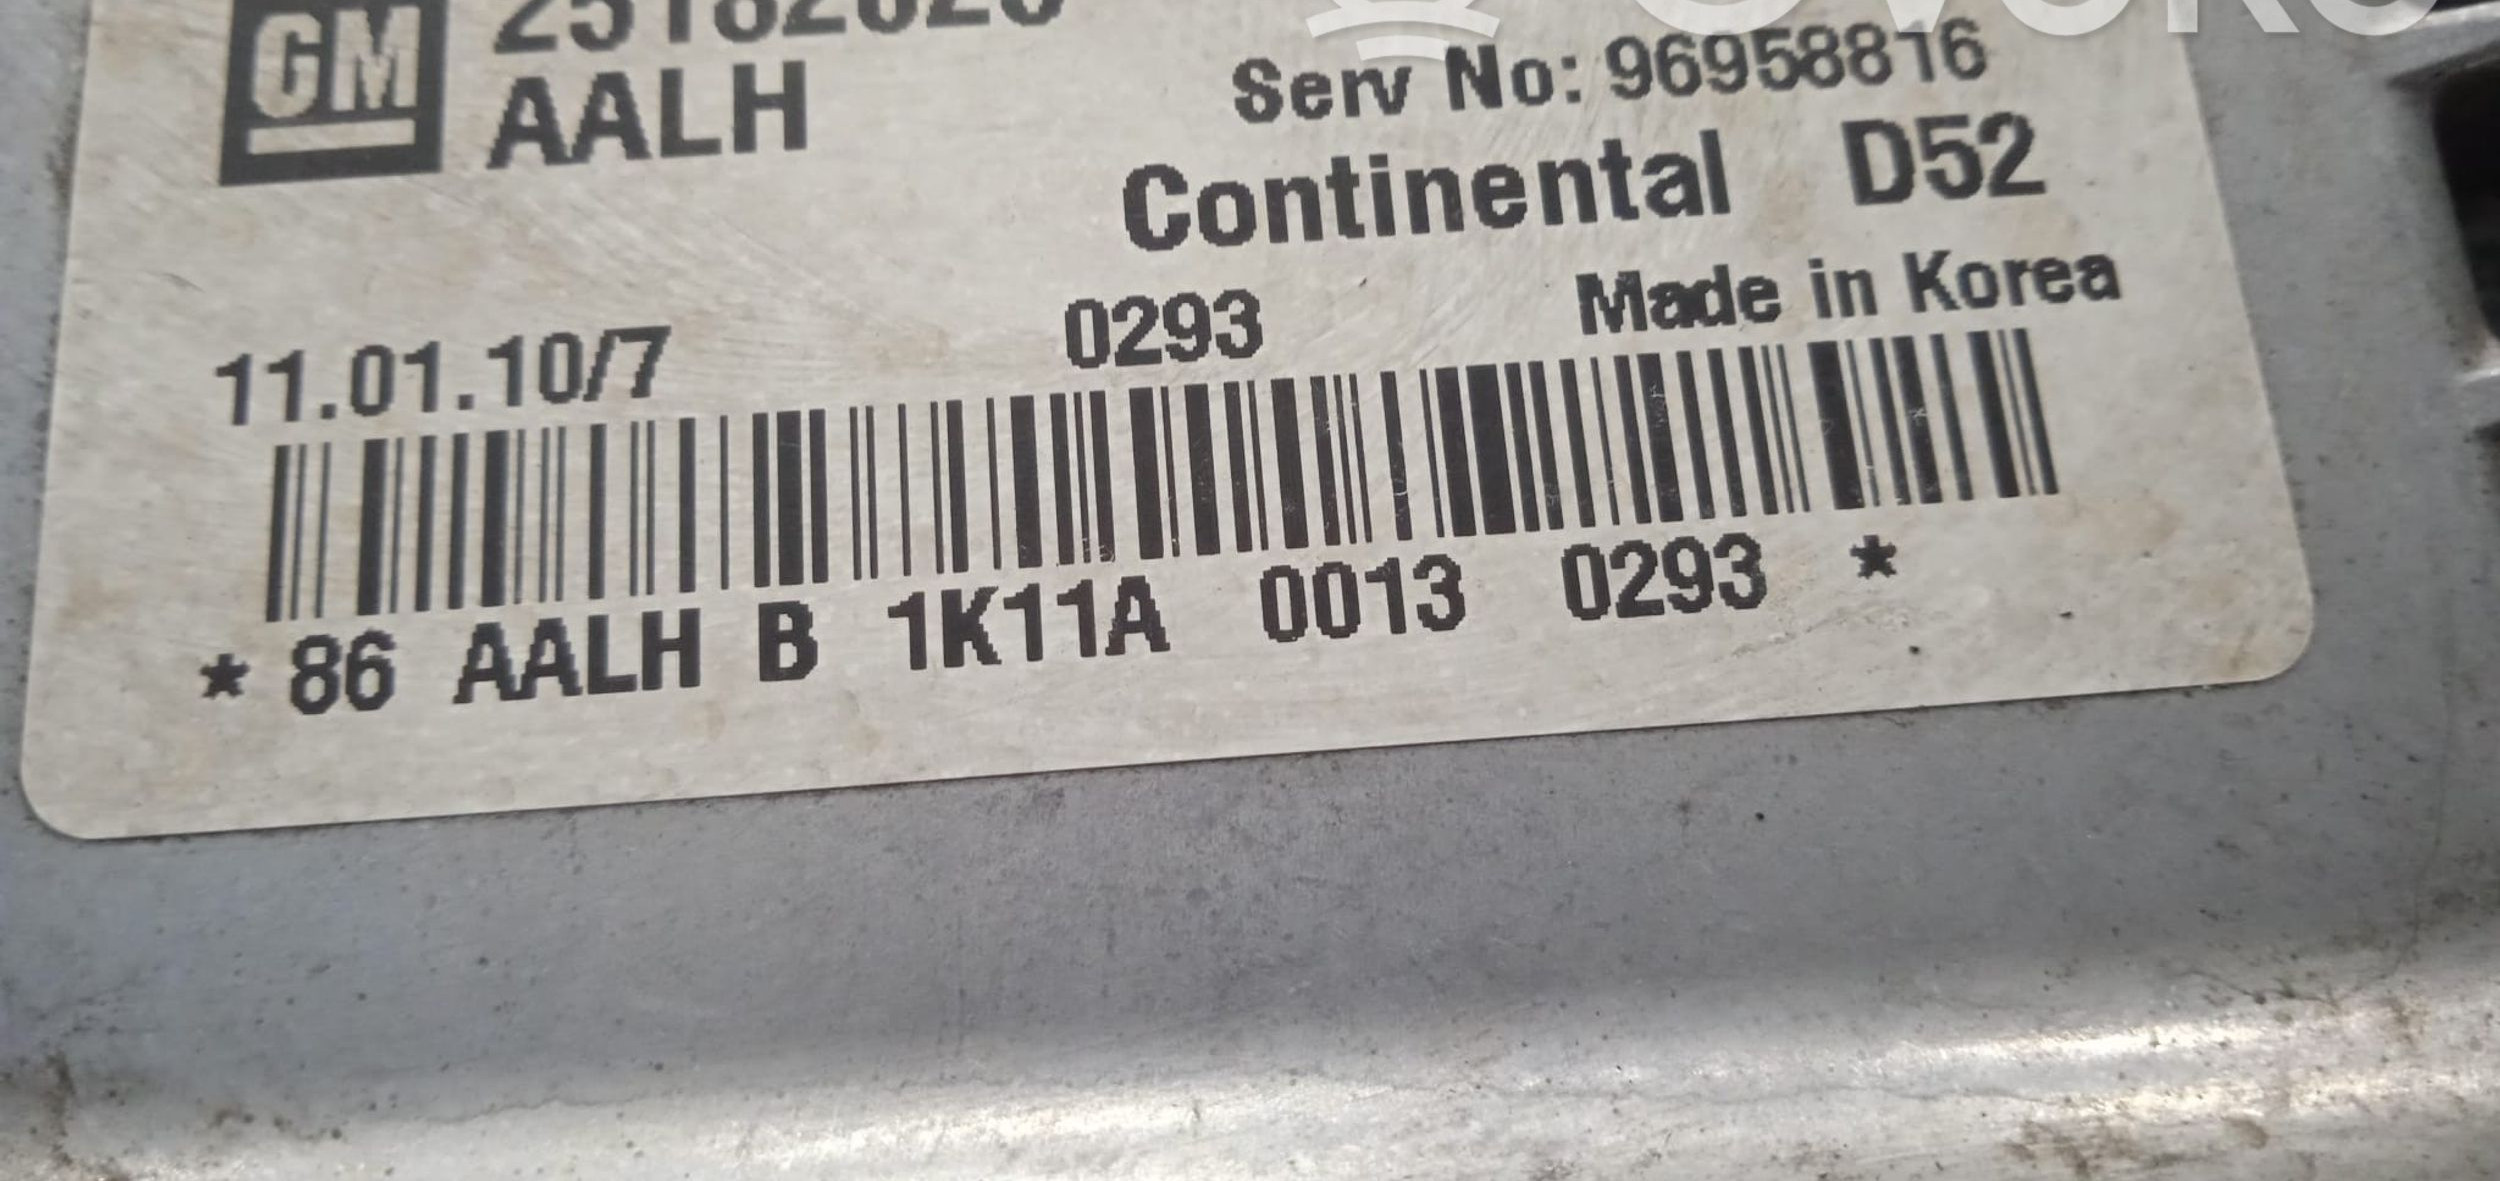 GM
AALH
Serv No: 96958816
Continental D52
0293 Made in Korea
11.01.10/7
* 86 AALH B 1K11A 0013 0293 *